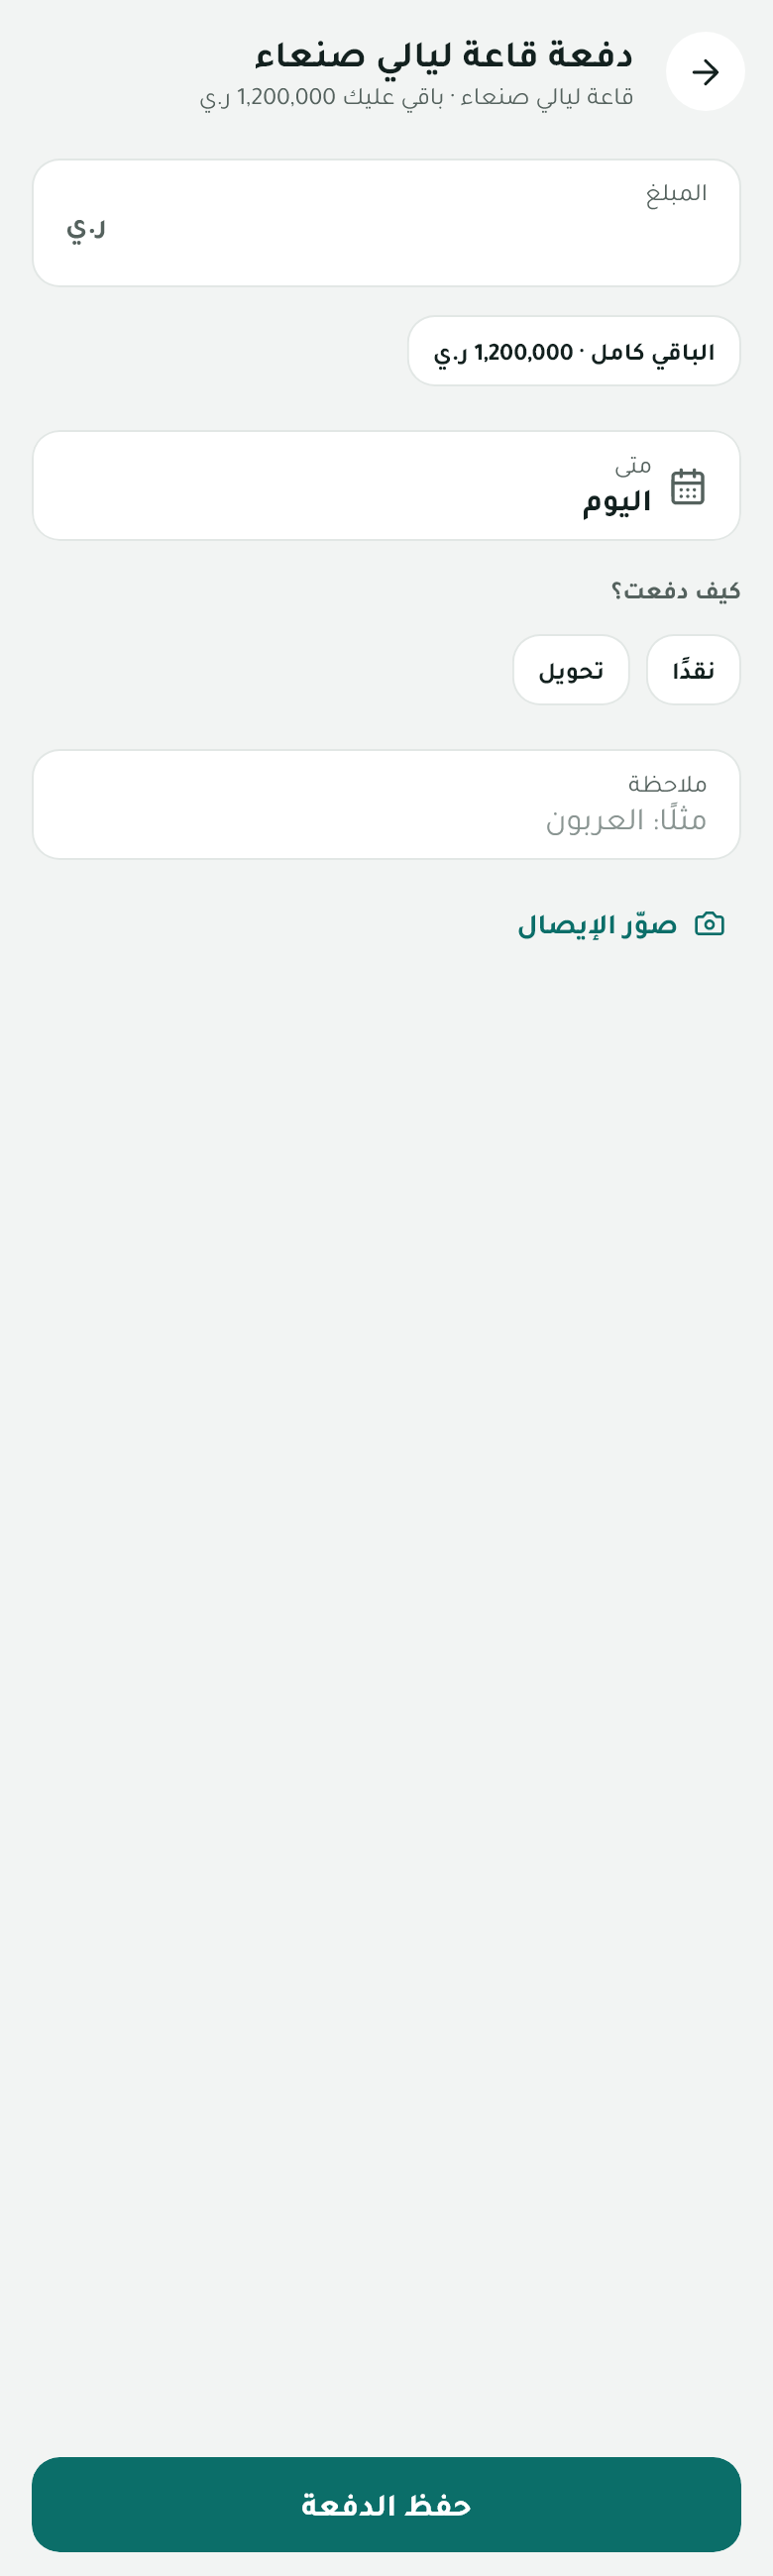 دفعة قاعة ليالي صنعاء
قاعة ليالي صنعاء · باقي عليك 1,200,000 ر.ي
المبلغ
ر.ي
الباقي كامل · 1,200,000 ر.ي
متى
اليوم
كيف دفعت؟
نقدًا
تحويل
ملاحظة
مثلًا: العربون
صوّر الإيصال
حفظ الدفعة